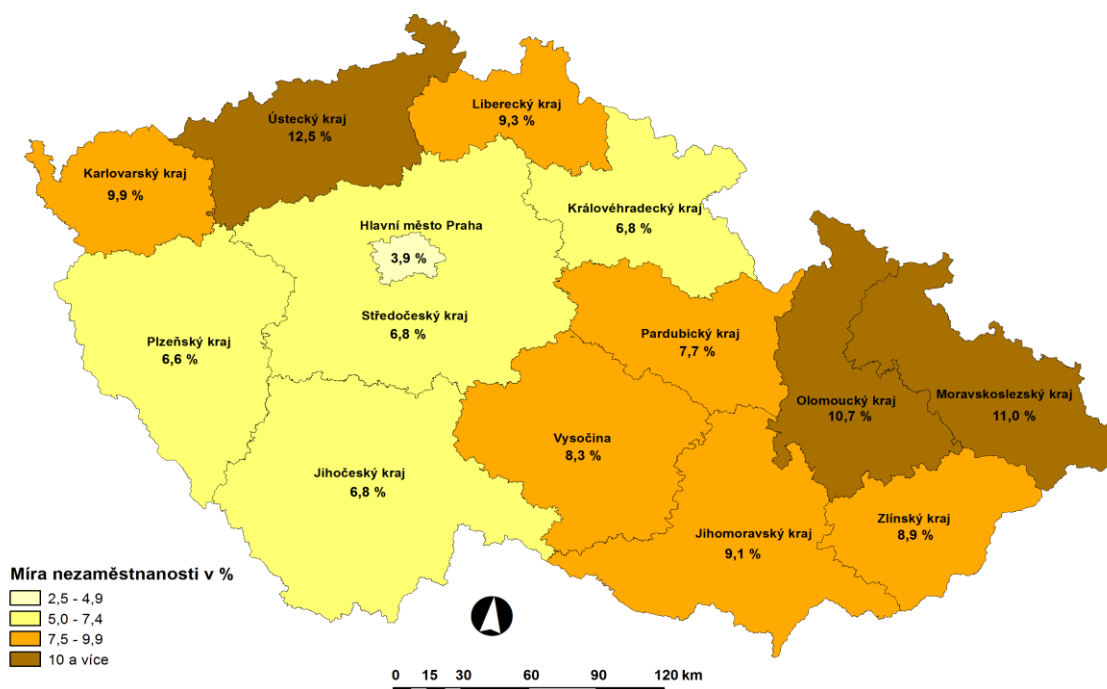 Ústecký kraj
12,5 %
Liberecký kraj
9,3 %
Karlovarský kraj
9,9 %
Královéhradecký kraj
6,8 %
Hlavní město Praha
3,9 %
Středočeský kraj
6,8 %
Plzeňský kraj
6,6 %
Pardubický kraj
7,7 %
Olomoucký kraj
10,7 %
Moravskoslezský kraj
11,0 %
Vysočina
8,3 %
Jihočeský kraj
6,8 %
Jihomoravský kraj
9,1 %
Zlínský kraj
8,9 %
Míra nezaměstnanosti v %
2,5 - 4,9
5,0 - 7,4
7,5 - 9,9
10 a více
0 15 30 60 90 120 km